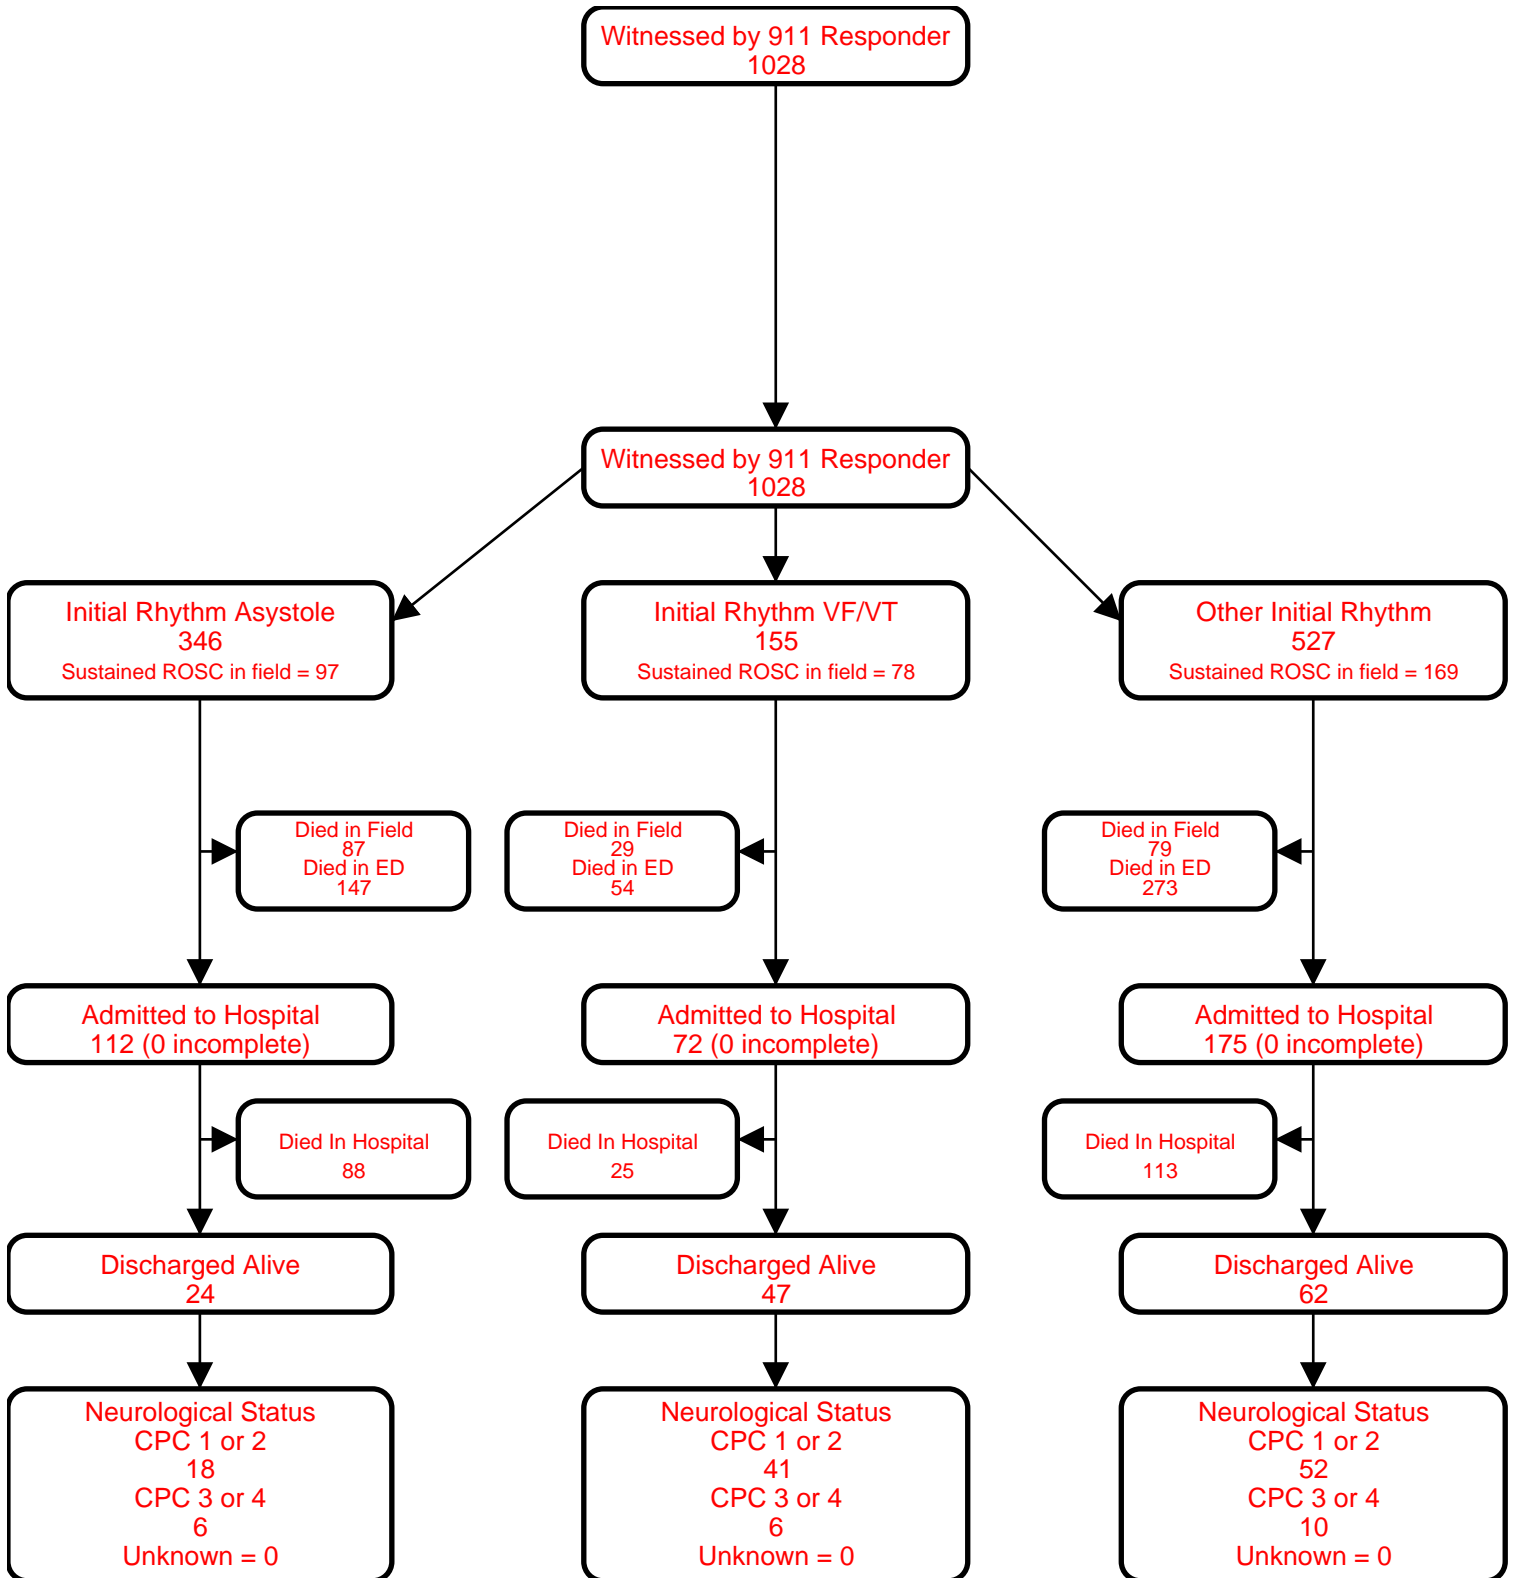 Witnessed by 911 Responder
1028
Witnessed by 911 Responder
1028
Initial Rhythm Asystole
346
Sustained ROSC in field = 97
Initial Rhythm VF/VT
155
Sustained ROSC in field = 78
Other Initial Rhythm
527
Sustained ROSC in field = 169
Died in Field
87
Died in ED
147
Died in Field
29
Died in ED
54
Died in Field
79
Died in ED
273
Admitted to Hospital
112 (0 incomplete)
Admitted to Hospital
72 (0 incomplete)
Admitted to Hospital
175 (0 incomplete)
Died In Hospital
88
Died In Hospital
25
Died In Hospital
113
Discharged Alive
24
Discharged Alive
47
Discharged Alive
62
Neurological Status
CPC 1 or 2
18
CPC 3 or 4
6
Unknown = 0
Neurological Status
CPC 1 or 2
41
CPC 3 or 4
6
Unknown = 0
Neurological Status
CPC 1 or 2
52
CPC 3 or 4
10
Unknown = 0